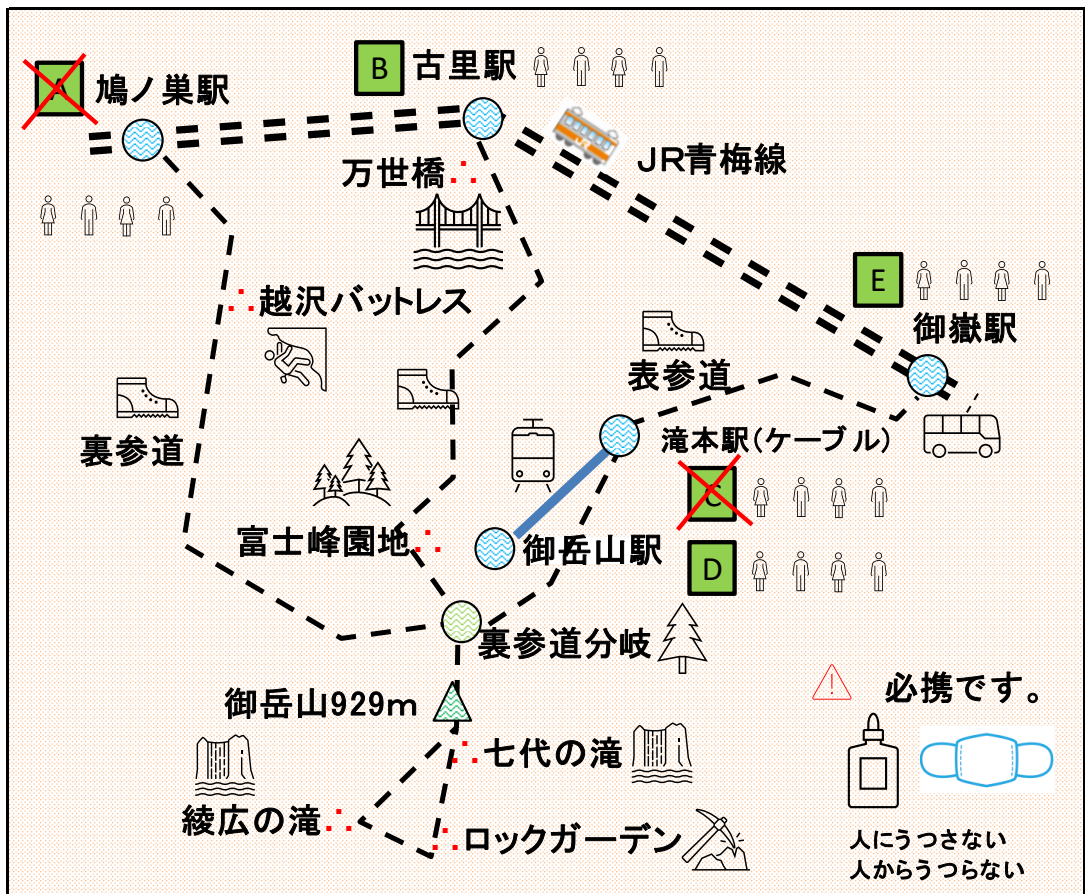 A 鳩ノ巣駅
B 古里駅
万世橋∴
JR青梅線
∴越沢バットレス
E
御嶽駅
表参道
裏参道
滝本駅(ケーブル)
C
富士峰園地∴
御岳山駅
D
裏参道分岐
必携です。
御岳山929m
∴七代の滝
綾広の滝∴
∴ロックガーデン
人にうつさない
人からうつらない